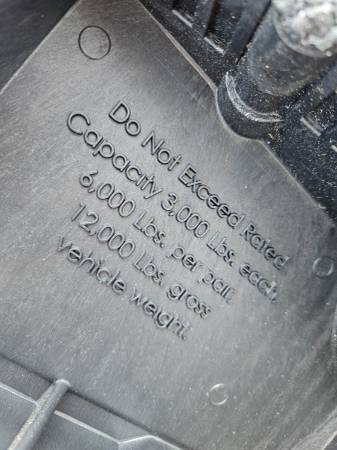 Do Not Exceed Rated
Capacity 3,000 Lbs. each.
6,000 Lbs. per pair.
12,000 Lbs. gross
vehicle weight.